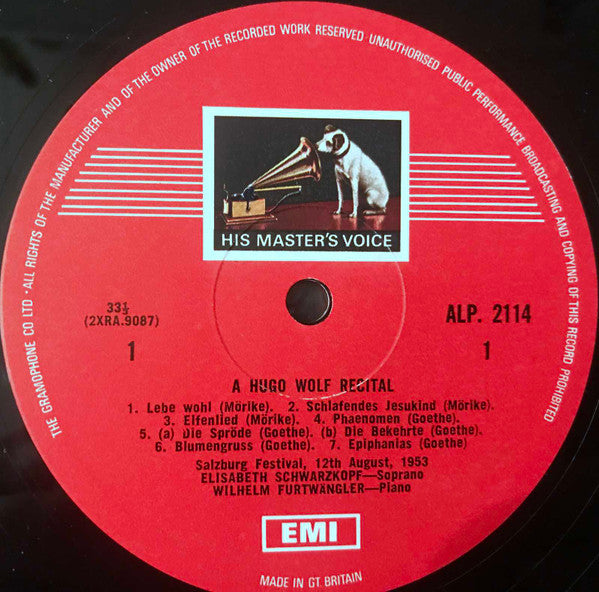 THE GRAMOPHONE CO LTD · ALL RIGHTS OF THE MANUFACTURER AND OF THE OWNER OF THE RECORDED WORK RESERVED · UNAUTHORISED PUBLIC PERFORMANCE BROADCASTING AND COPYING OF THIS RECORD PROHIBITED
HIS MASTER'S VOICE
33⅓
(2XRA.9087)
1
ALP. 2114
1
A HUGO WOLF RECITAL
1. Lebe wohl (Mörike). 2. Schlafendes Jesukind (Mörike).
3. Elfenlied (Mörike). 4. Phaenomen (Goethe).
5. (a) Die Spröde (Goethe). (b) Die Bekehrte (Goethe).
6. Blumengruss (Goethe). 7. Epiphanias (Goethe)
Salzburg Festival, 12th August, 1953
ELISABETH SCHWARZKOPF—Soprano
WILHELM FURTWÄNGLER—Piano
EMI
MADE IN GT. BRITAIN